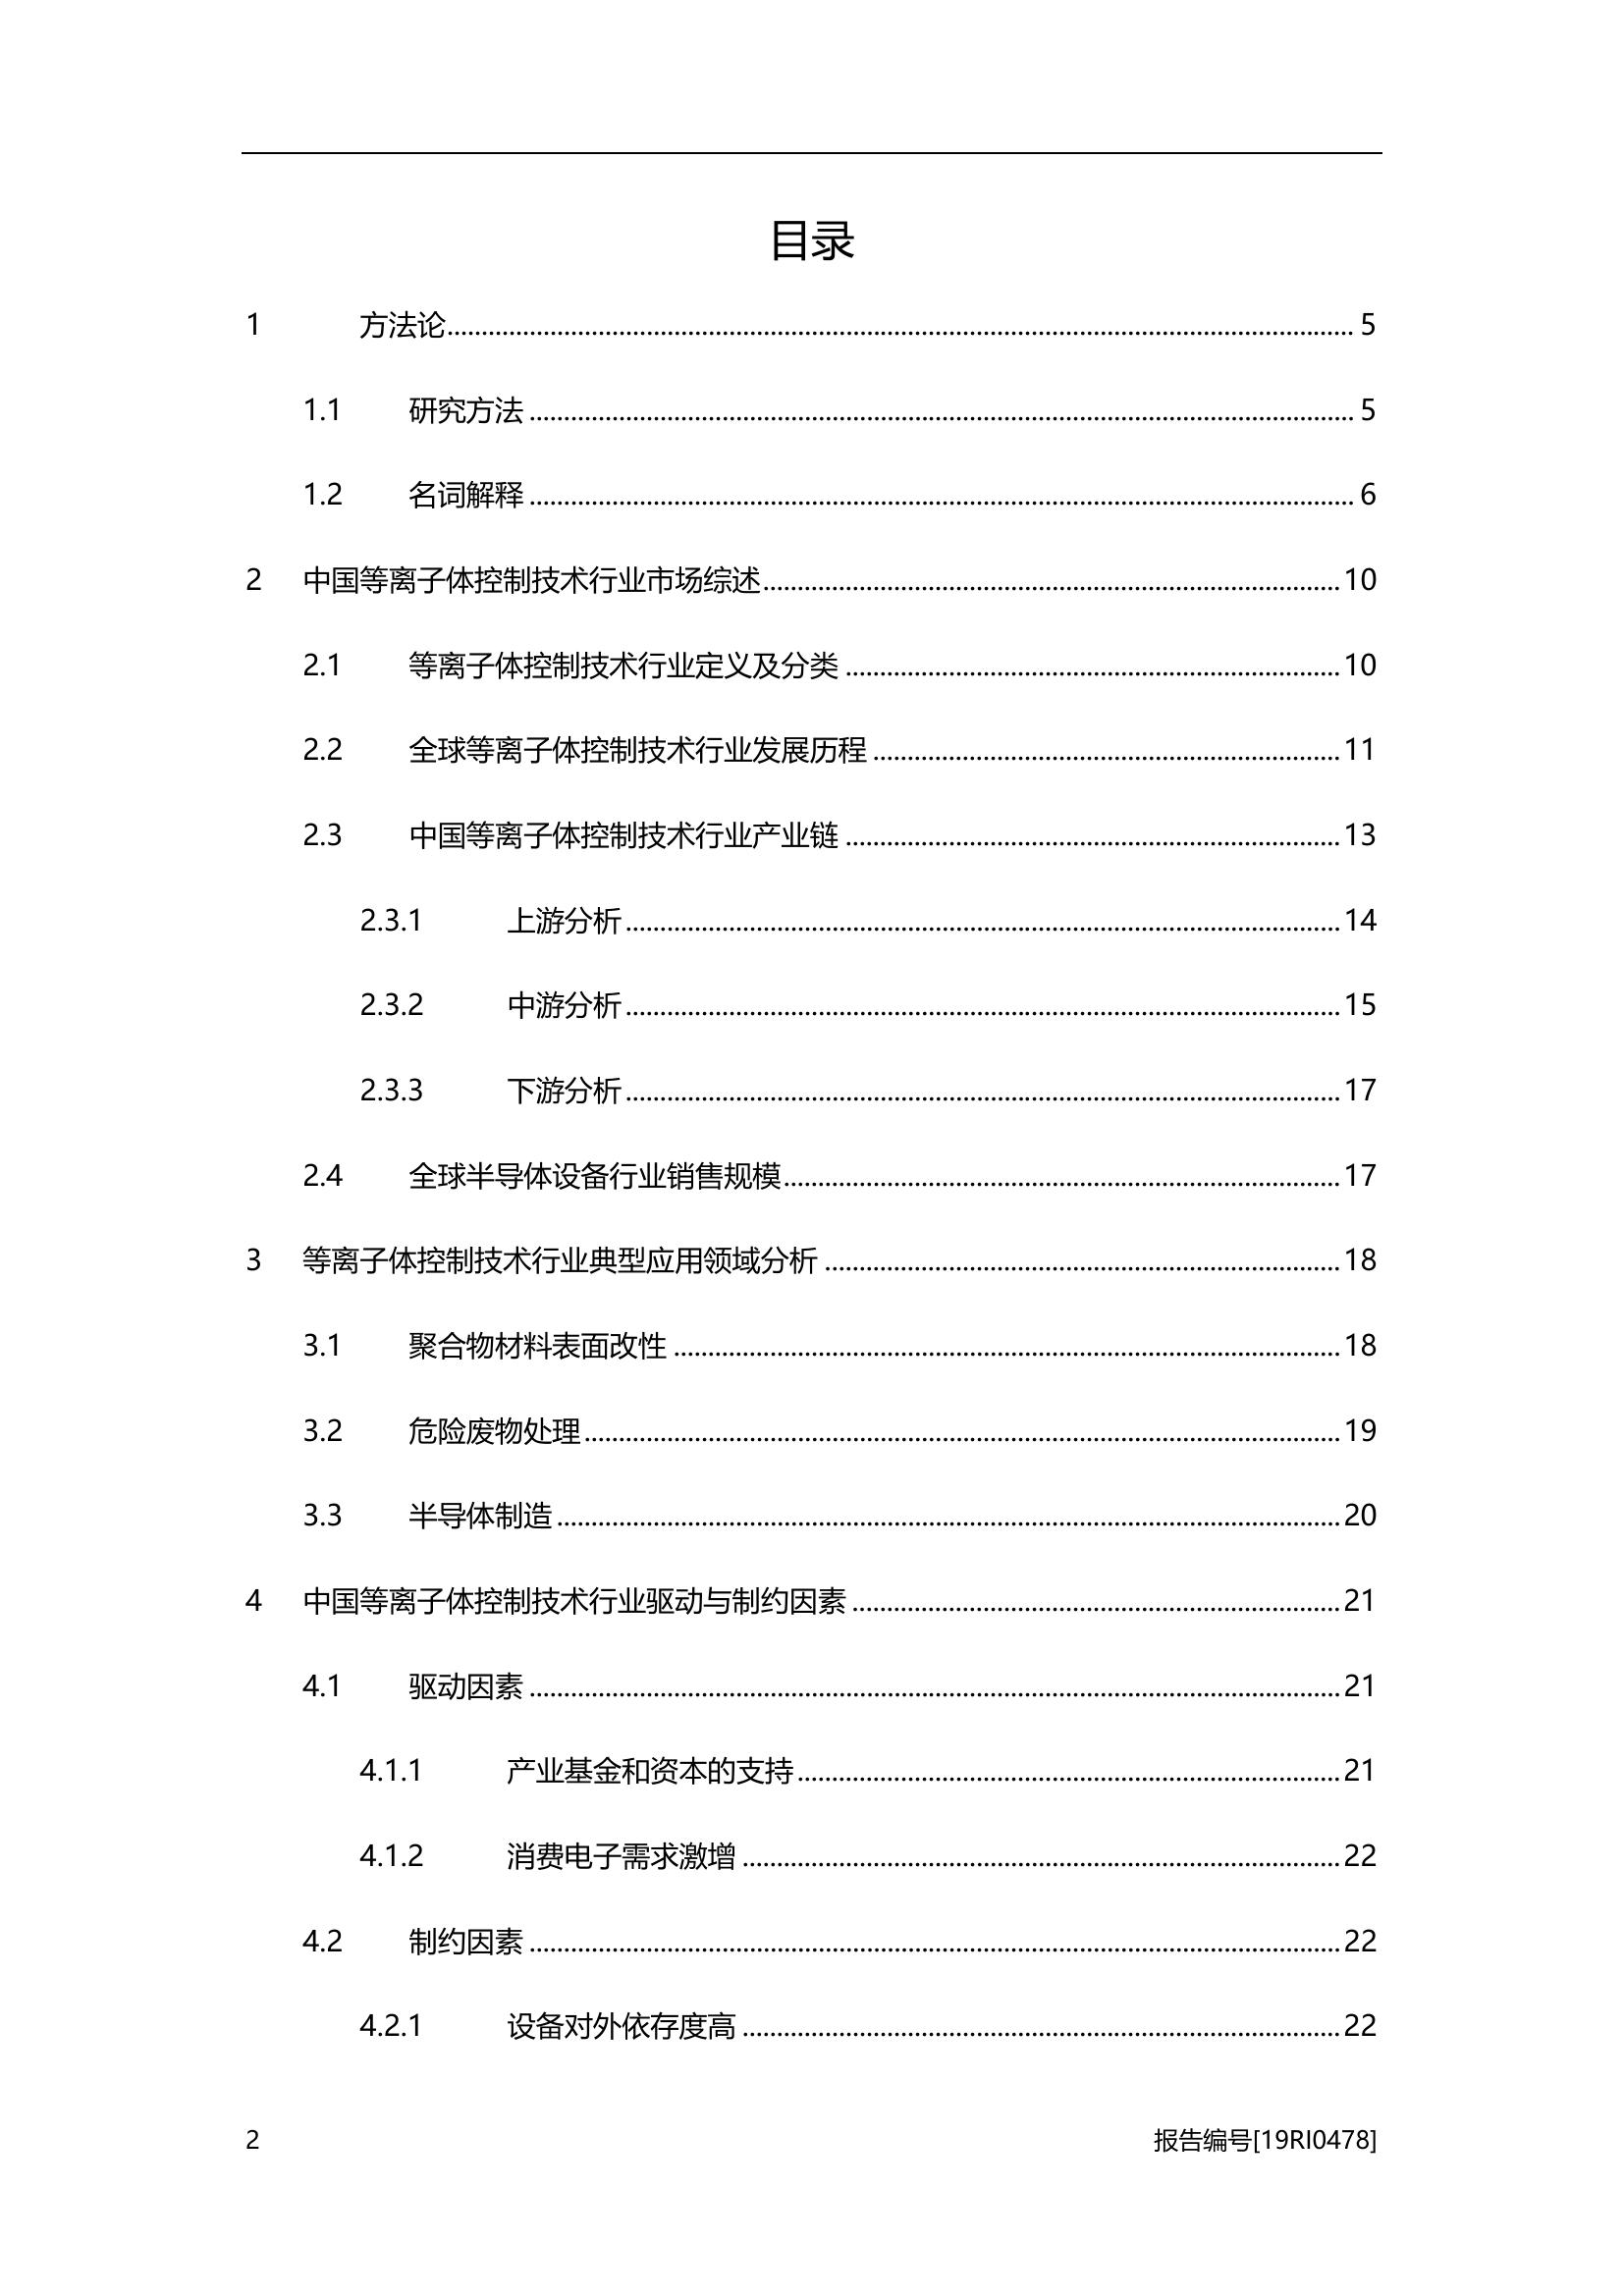 目录
1 方法论 5
1.1 研究方法 5
1.2 名词解释 6
2 中国等离子体控制技术行业市场综述 10
2.1 等离子体控制技术行业定义及分类 10
2.2 全球等离子体控制技术行业发展历程 11
2.3 中国等离子体控制技术行业产业链 13
2.3.1 上游分析 14
2.3.2 中游分析 15
2.3.3 下游分析 17
2.4 全球半导体设备行业销售规模 17
3 等离子体控制技术行业典型应用领域分析 18
3.1 聚合物材料表面改性 18
3.2 危险废物处理 19
3.3 半导体制造 20
4 中国等离子体控制技术行业驱动与制约因素 21
4.1 驱动因素 21
4.1.1 产业基金和资本的支持 21
4.1.2 消费电子需求激增 22
4.2 制约因素 22
4.2.1 设备对外依存度高 22
2 报告编号[19RI0478]